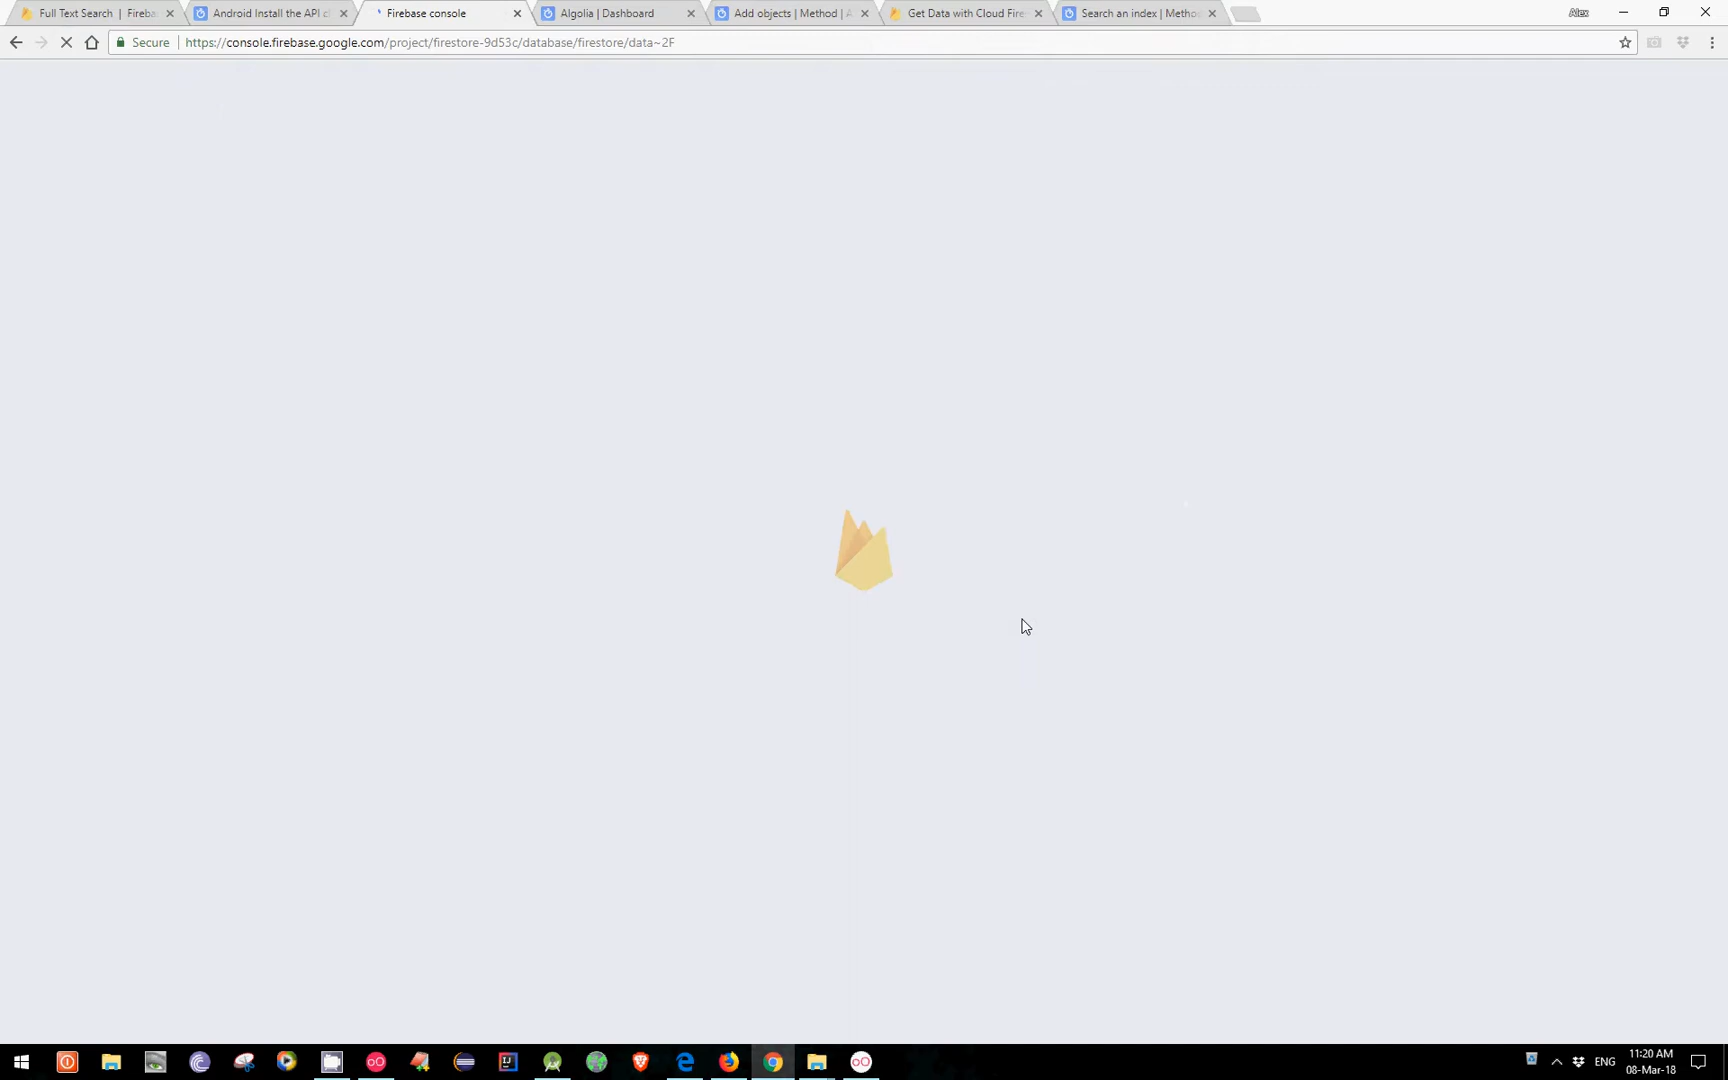 Full Text Search | Fireba
Android Install the API cl
Firebase console
Algolia | Dashboard
Add objects | Method | A
Get Data with Cloud Fire
Search an index | Metho
Alex
Secure
https://console.firebase.google.com/project/firestore-9d53c/database/firestore/data~2F
ENG
11:20 AM
08-Mar-18